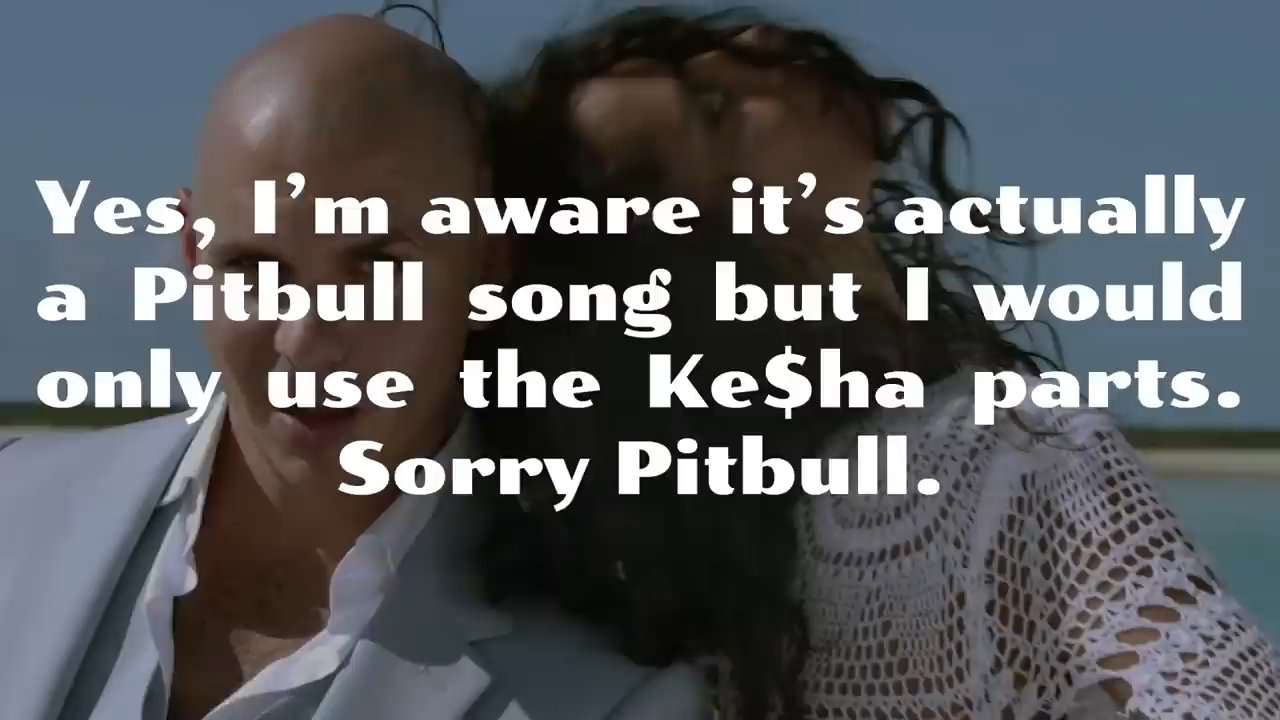 Yes, I’m aware it’s actually
a Pitbull song but I would
only use the Ke$ha parts.
Sorry Pitbull.